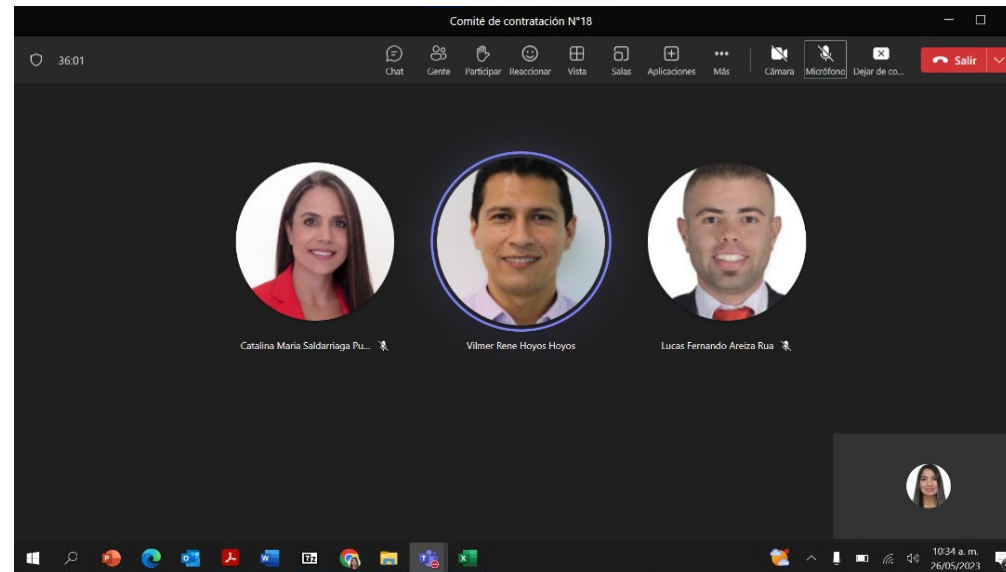 Comité de contratación N°18
36:01
Chat
Gente
Participar
Reaccionar
Vista
Salas
Aplicaciones
Más
Cámara
Micrófono
Dejar de co...
Salir
Catalina Maria Saldarriaga Pu...
Vilmer Rene Hoyos Hoyos
Lucas Fernando Areiza Rua
10:34 a. m.
26/05/2023